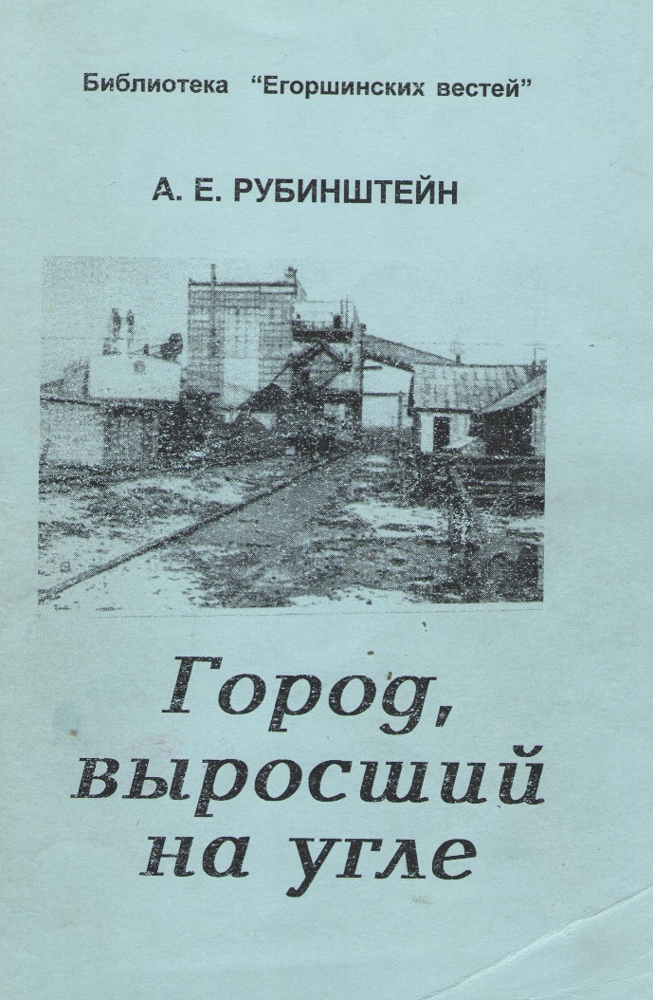 Библиотека "Егоршинских вестей"
А. Е. РУБИНШТЕЙН
Город,
выросший
на угле